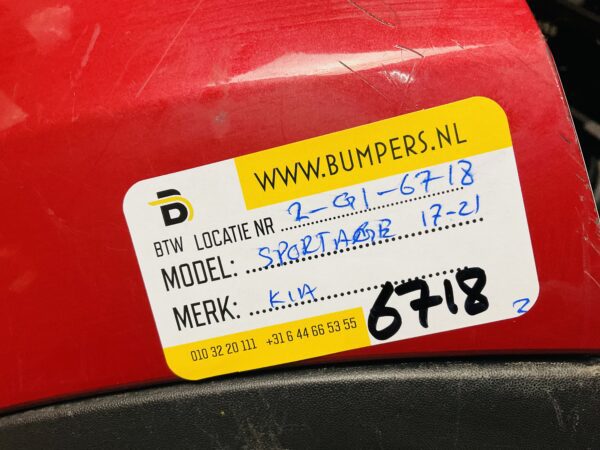 WWW.BUMPERS.NL
B
BTW LOCATIE NR 2-G1-6718
MODEL: SPORTAGE 17-21
MERK: KIA
010 32 20 111 +31 6 44 66 53 55
6718
2